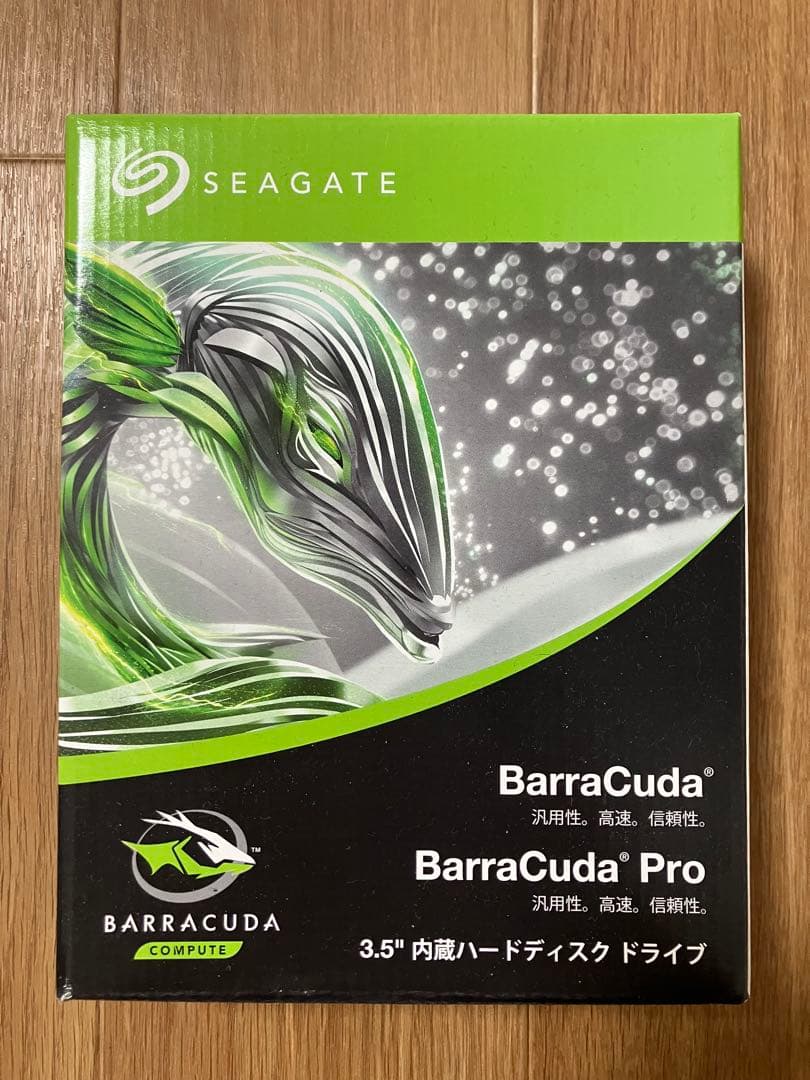 SEAGATE
BarraCuda®
汎用性。高速。信頼性。
BarraCuda® Pro
汎用性。高速。信頼性。
3.5" 内蔵ハードディスク ドライブ
™
BARRACUDA
COMPUTE